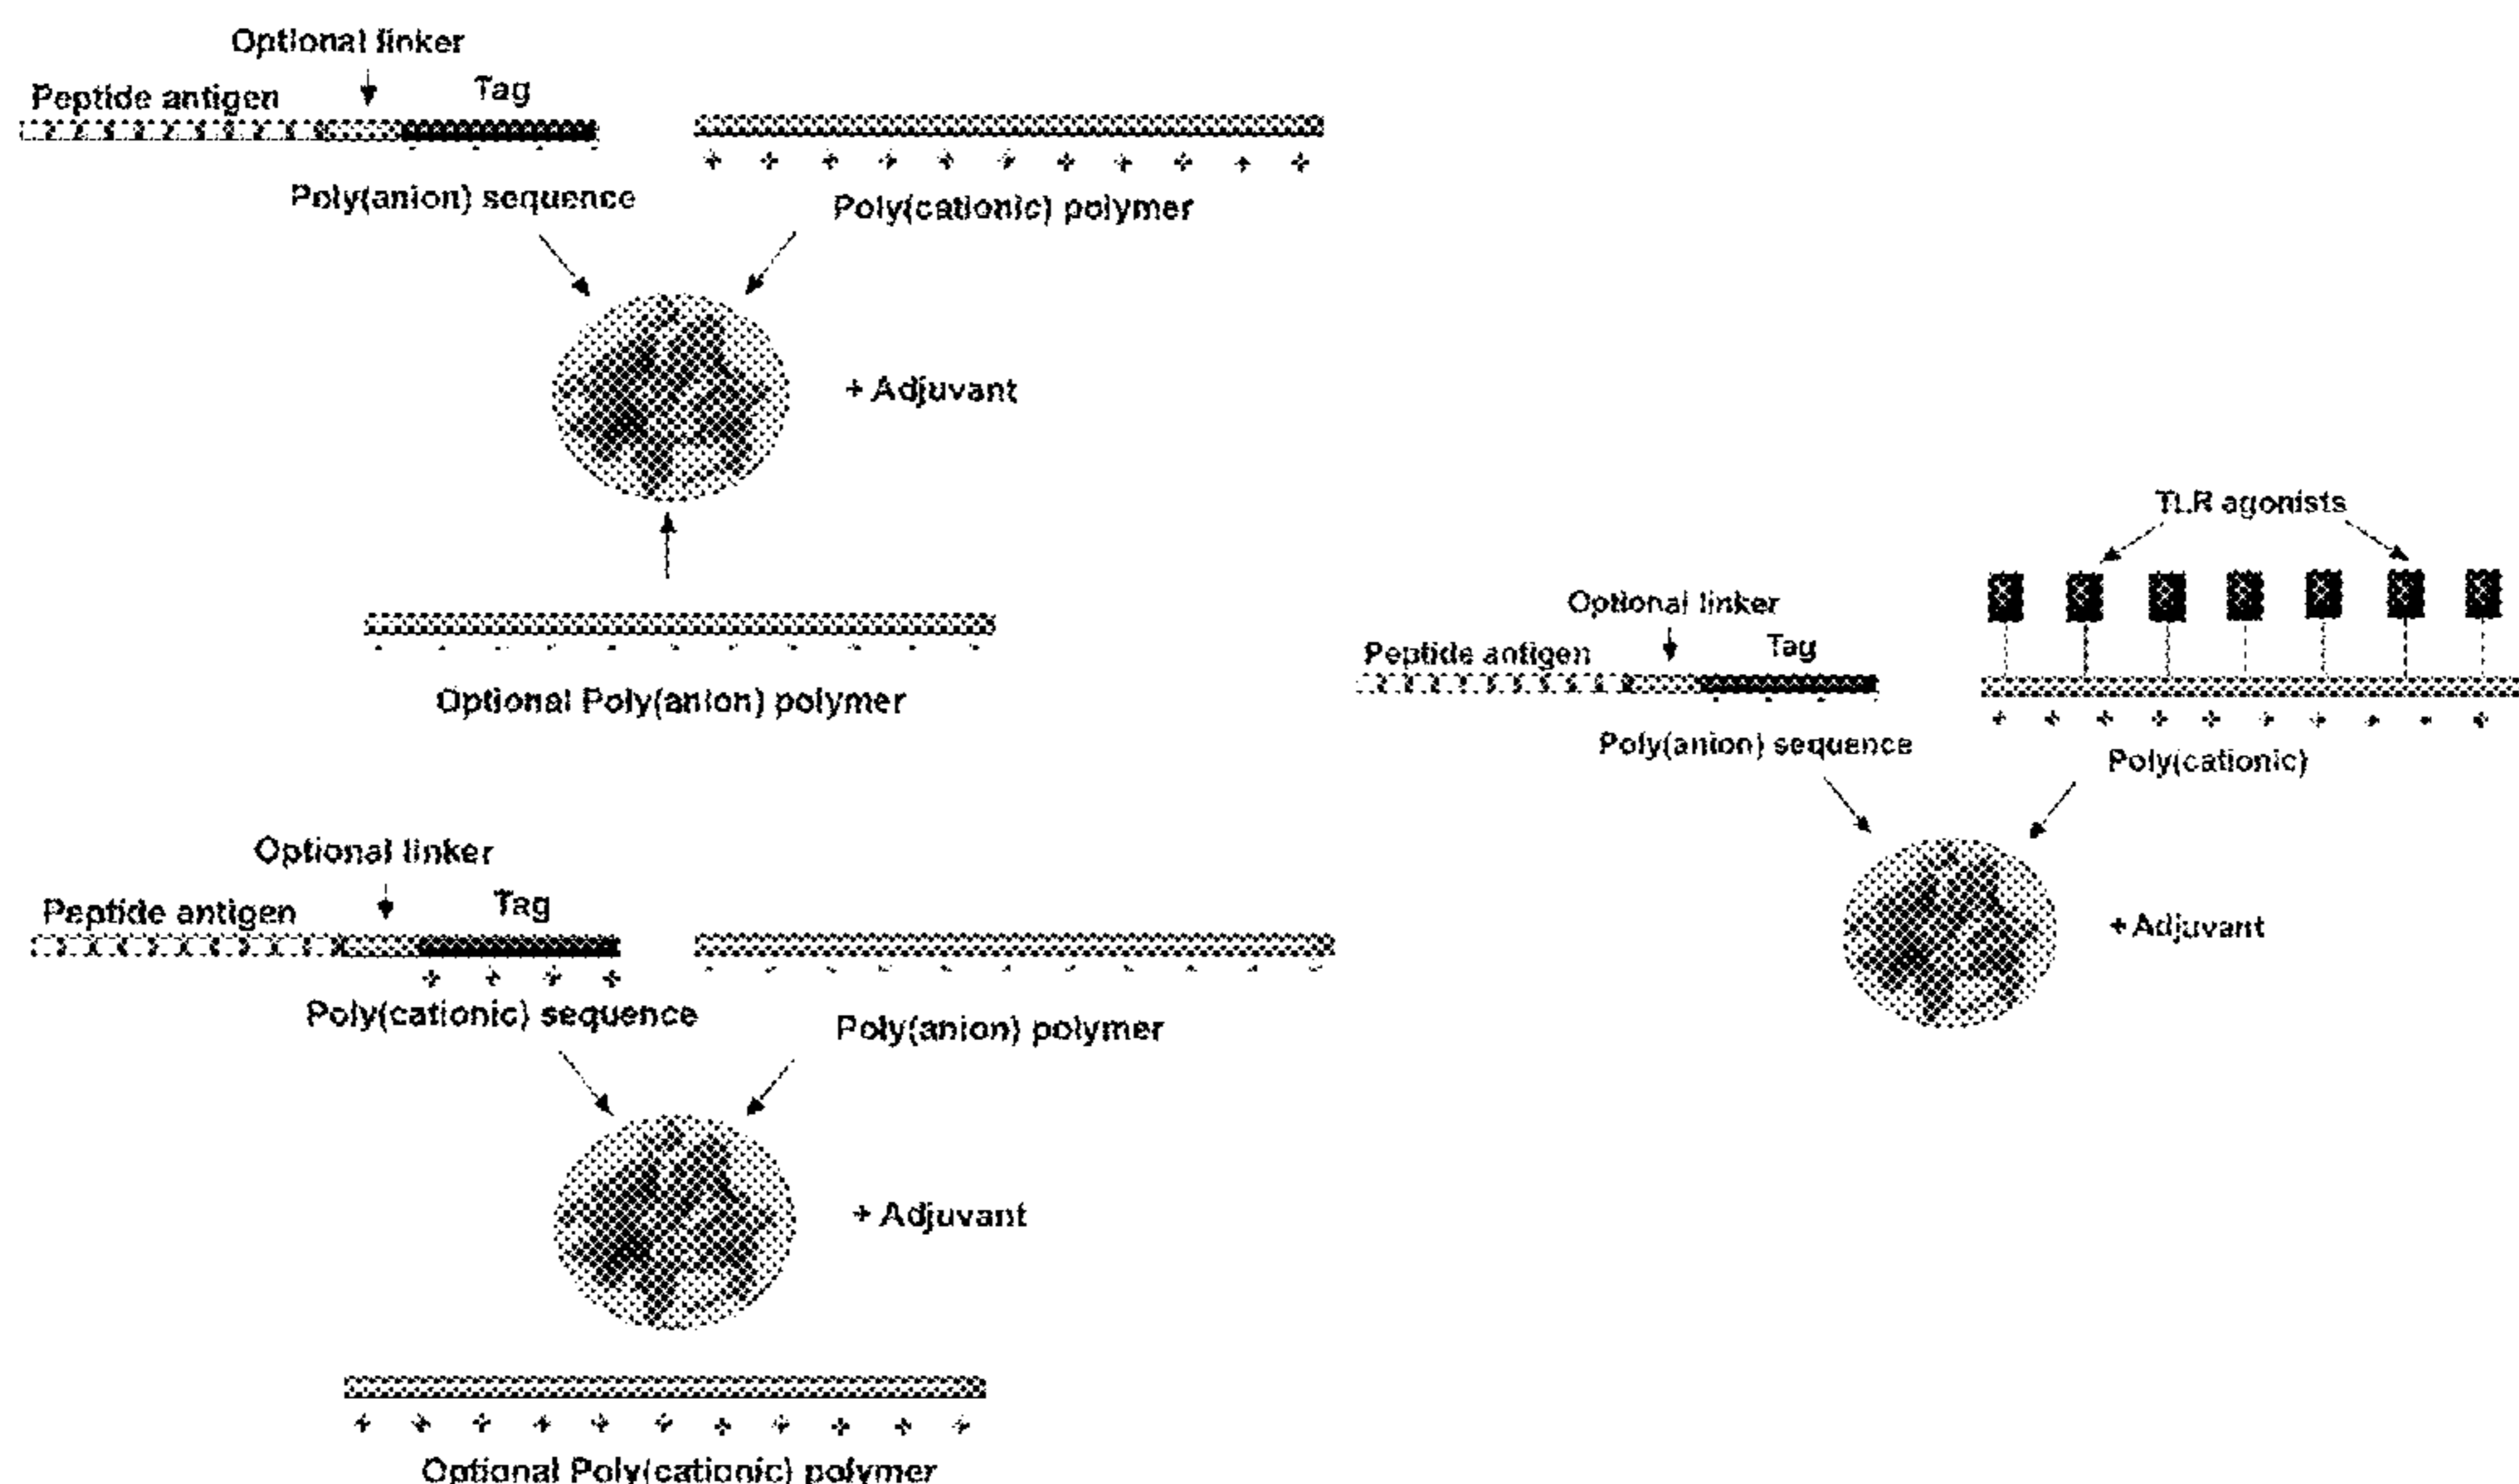 Optional linker
Peptide antigen
Tag
Poly(anion) sequence
Poly(cationic) polymer
+ Adjuvant
Optional Poly(anion) polymer
Optional linker
Peptide antigen
Tag
Poly(cationic) sequence
Poly(anion) polymer
+ Adjuvant
Optional Poly(cationic) polymer
TLR agonists
Optional linker
Peptide antigen
Tag
Poly(anion) sequence
Poly(cationic)
+ Adjuvant